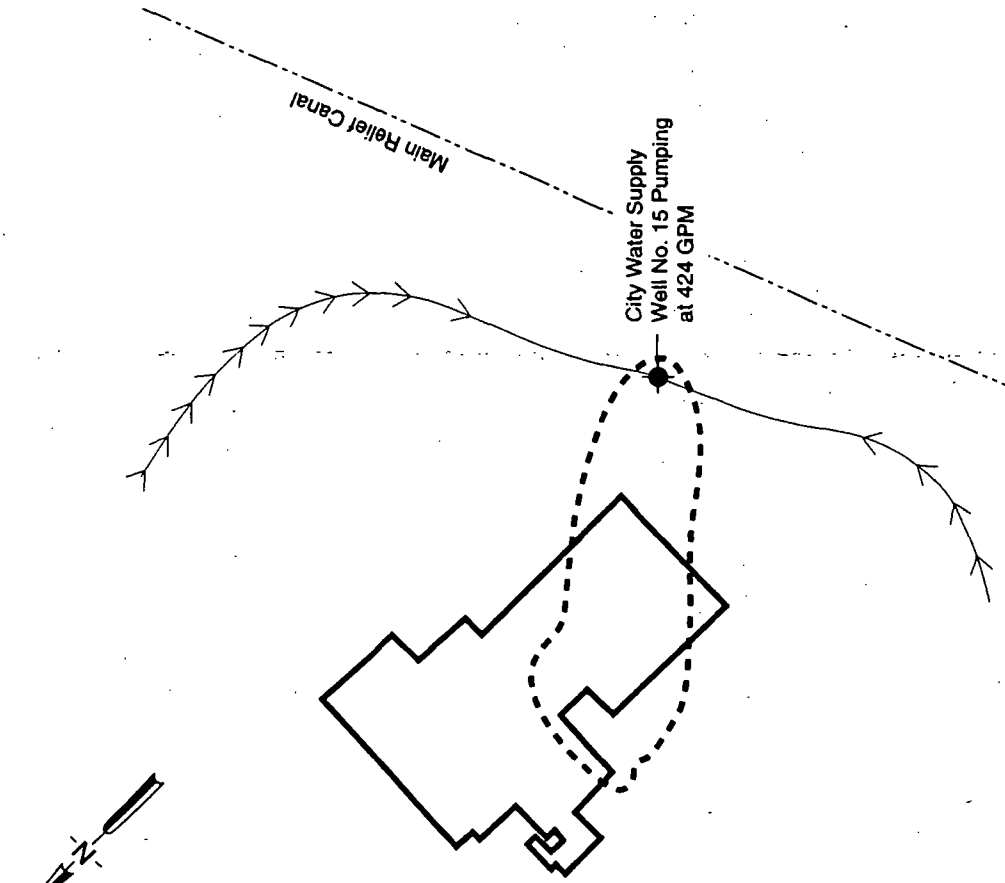 Main Relief Canal
City Water Supply
Well No. 15 Pumping
at 424 GPM
N